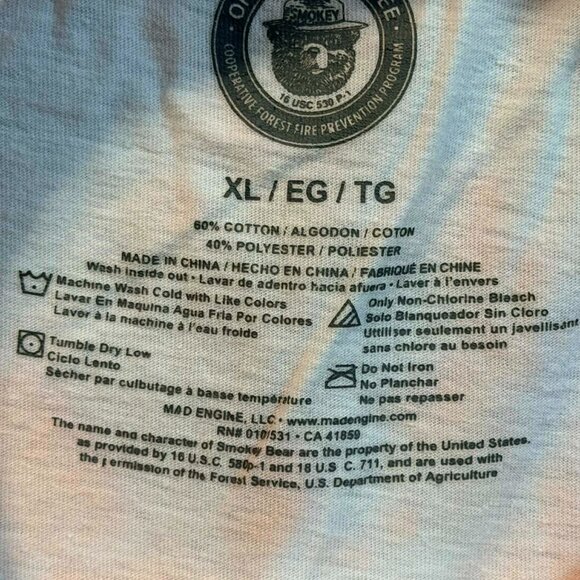 SMOKEY
16 USC 530 P-1
COOPERATIVE FOREST FIRE PREVENTION PROGRAM
XL / EG / TG
60% COTTON / ALGODON / COTON
40% POLYESTER / POLIESTER
MADE IN CHINA / HECHO EN CHINA / FABRIQUÉ EN CHINE
Wash inside out • Lavar de adentro hacia afuera • Laver à l'envers
Machine Wash Cold with Like Colors
Lavar En Maquina Agua Fria Por Colores
Laver à la machine à l'eau froide
Only Non-Chlorine Bleach
Solo Blanqueador Sin Cloro
Uttiliser seulement un javellisant
sans chlore au besoin
Tumble Dry Low
Ciclo Lento
Sècher par culbutage à basse température
Do Not Iron
No Planchar
Ne pas repasser
MAD ENGINE, LLC • www.madengine.com
RN# 010/531 • CA 41859
The name and character of Smokey Bear are the property of the United States,
as provided by 16 U.S.C. 580p-1 and 18 U.S C. 711, and are used with
the permission of the Forest Service, U.S. Department of Agriculture